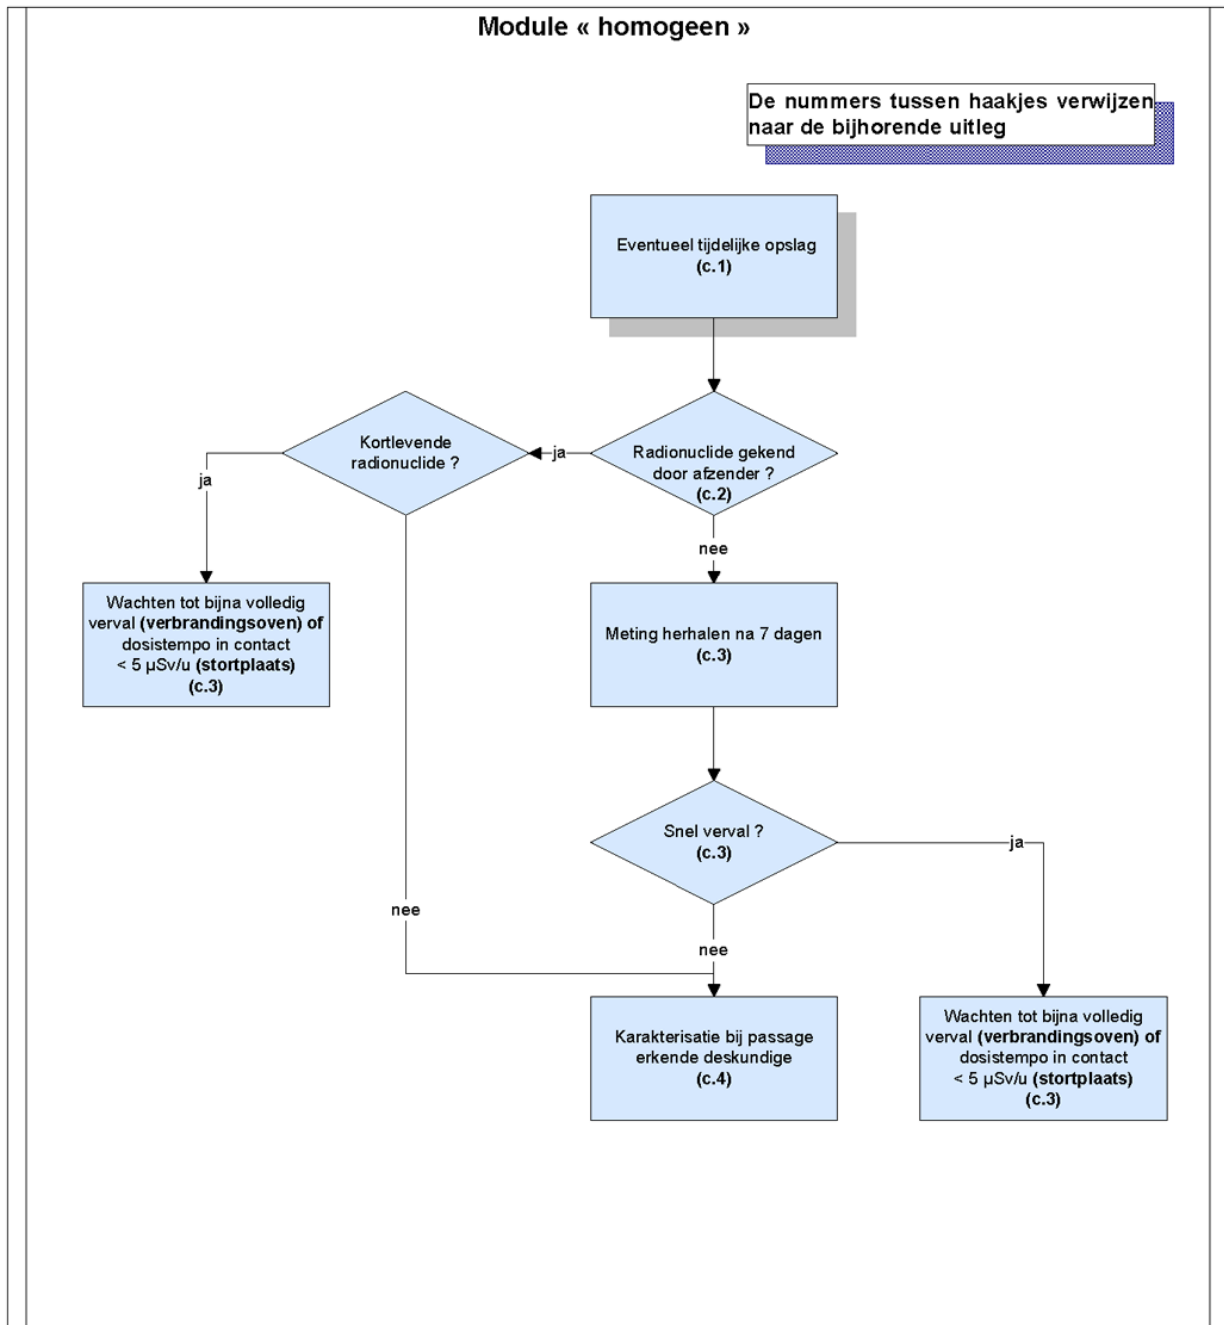 Module « homogeen »
De nummers tussen haakjes verwijzen
naar de bijhorende uitleg
Eventueel tijdelijke opslag
(c.1)
Radionuclide gekend
door afzender ?
(c.2)
ja
Kortlevende
radionuclide ?
ja
nee
Wachten tot bijna volledig
verval (verbrandingsoven) of
dosistempo in contact
< 5 µSv/u (stortplaats)
(c.3)
Meting herhalen na 7 dagen
(c.3)
Snel verval ?
(c.3)
ja
nee
nee
Karakterisatie bij passage
erkende deskundige
(c.4)
Wachten tot bijna volledig
verval (verbrandingsoven) of
dosistempo in contact
< 5 µSv/u (stortplaats)
(c.3)